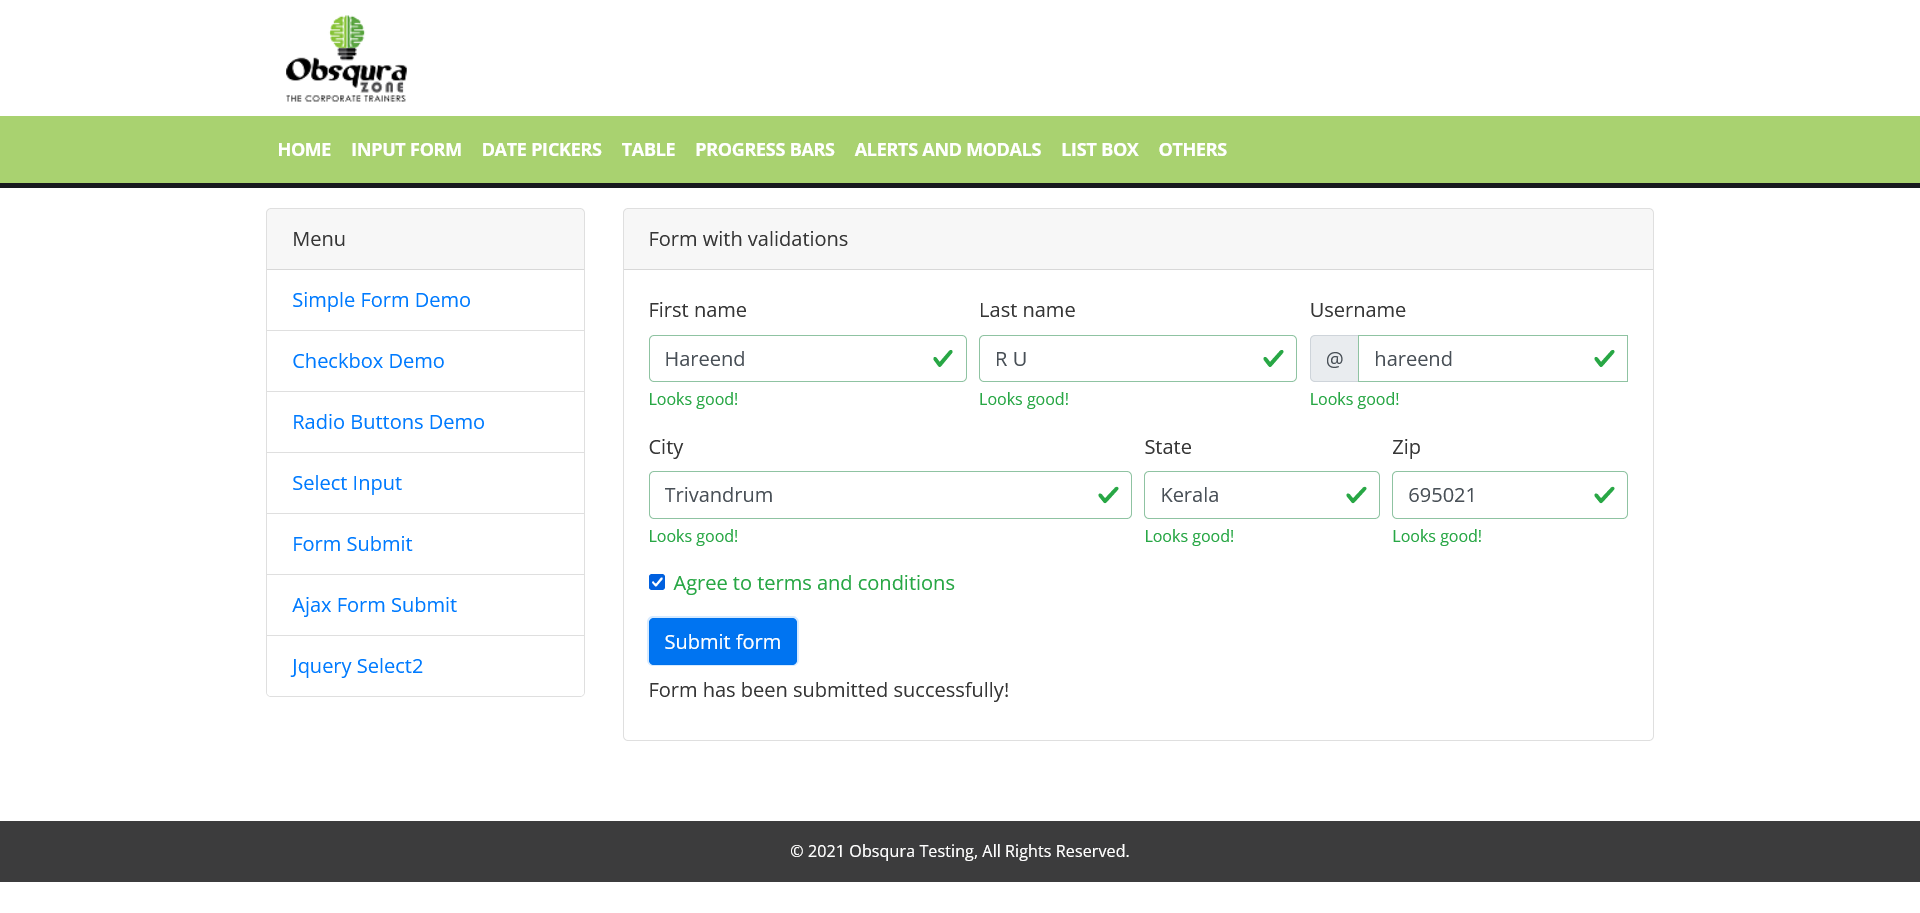 Obsqura
ZONE
THE CORPORATE TRAINERS
HOME INPUT FORM DATE PICKERS TABLE PROGRESS BARS ALERTS AND MODALS LIST BOX OTHERS
Menu
Simple Form Demo
Checkbox Demo
Radio Buttons Demo
Select Input
Form Submit
Ajax Form Submit
Jquery Select2
Form with validations
First name Last name Username
Hareend R U @ hareend
Looks good! Looks good! Looks good!
City State Zip
Trivandrum Kerala 695021
Looks good! Looks good! Looks good!
Agree to terms and conditions
Submit form
Form has been submitted successfully!
© 2021 Obsqura Testing, All Rights Reserved.